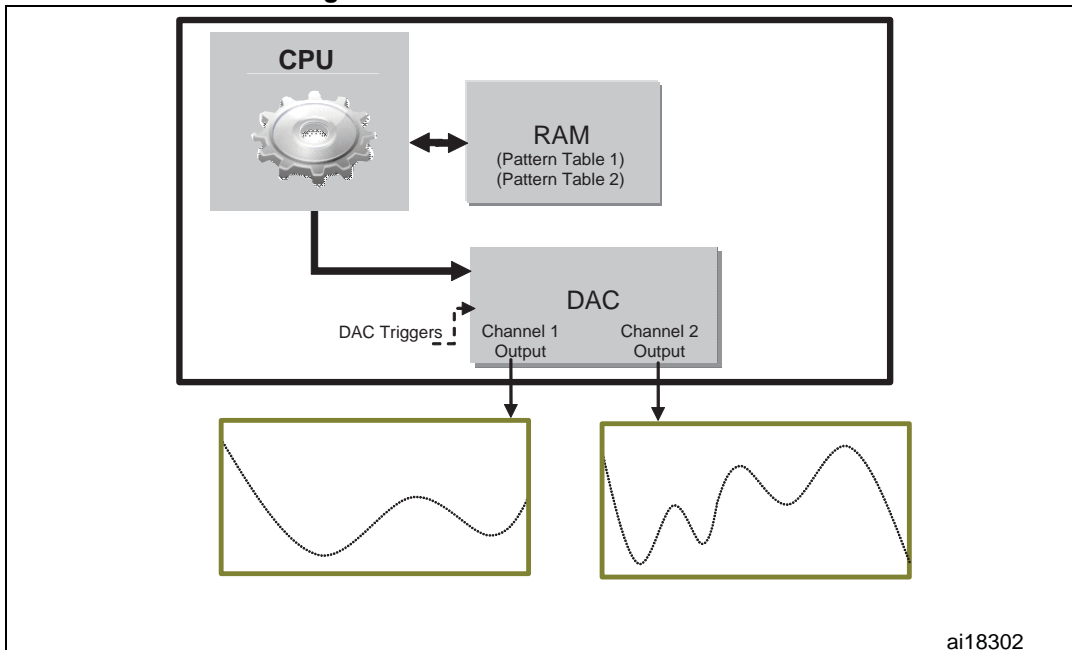 CPU
RAM
(Pattern Table 1)
(Pattern Table 2)
DAC
DAC Triggers
Channel 1
Output
Channel 2
Output
ai18302